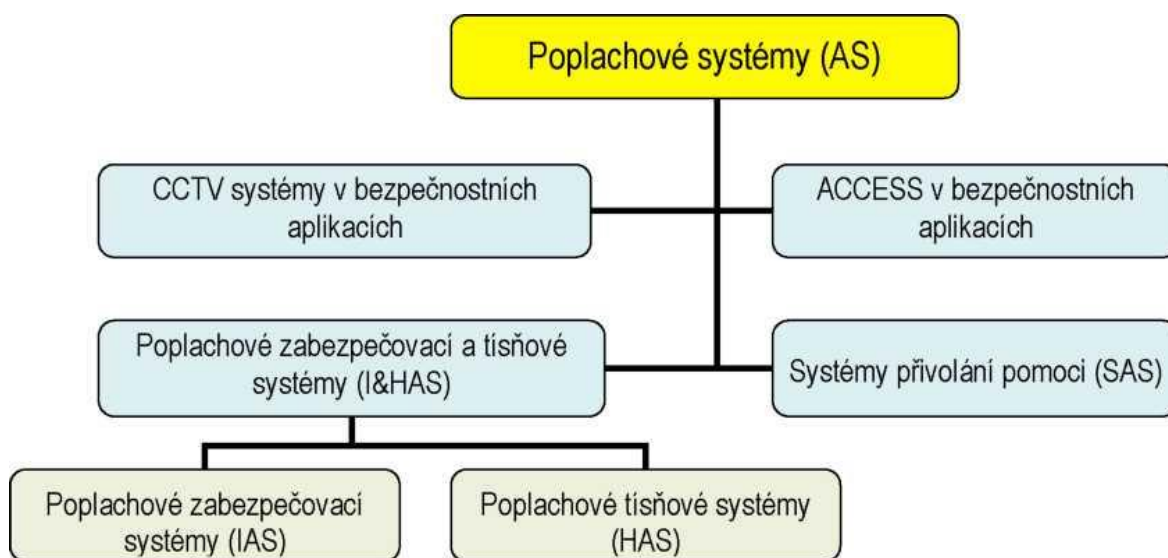 Poplachové systémy (AS)
CCTV systémy v bezpečnostních
aplikacích
ACCESS v bezpečnostních
aplikacích
Poplachové zabezpečovací a tísňové
systémy (I&HAS)
Systémy přivolání pomoci (SAS)
Poplachové zabezpečovací
systémy (IAS)
Poplachové tísňové systémy
(HAS)